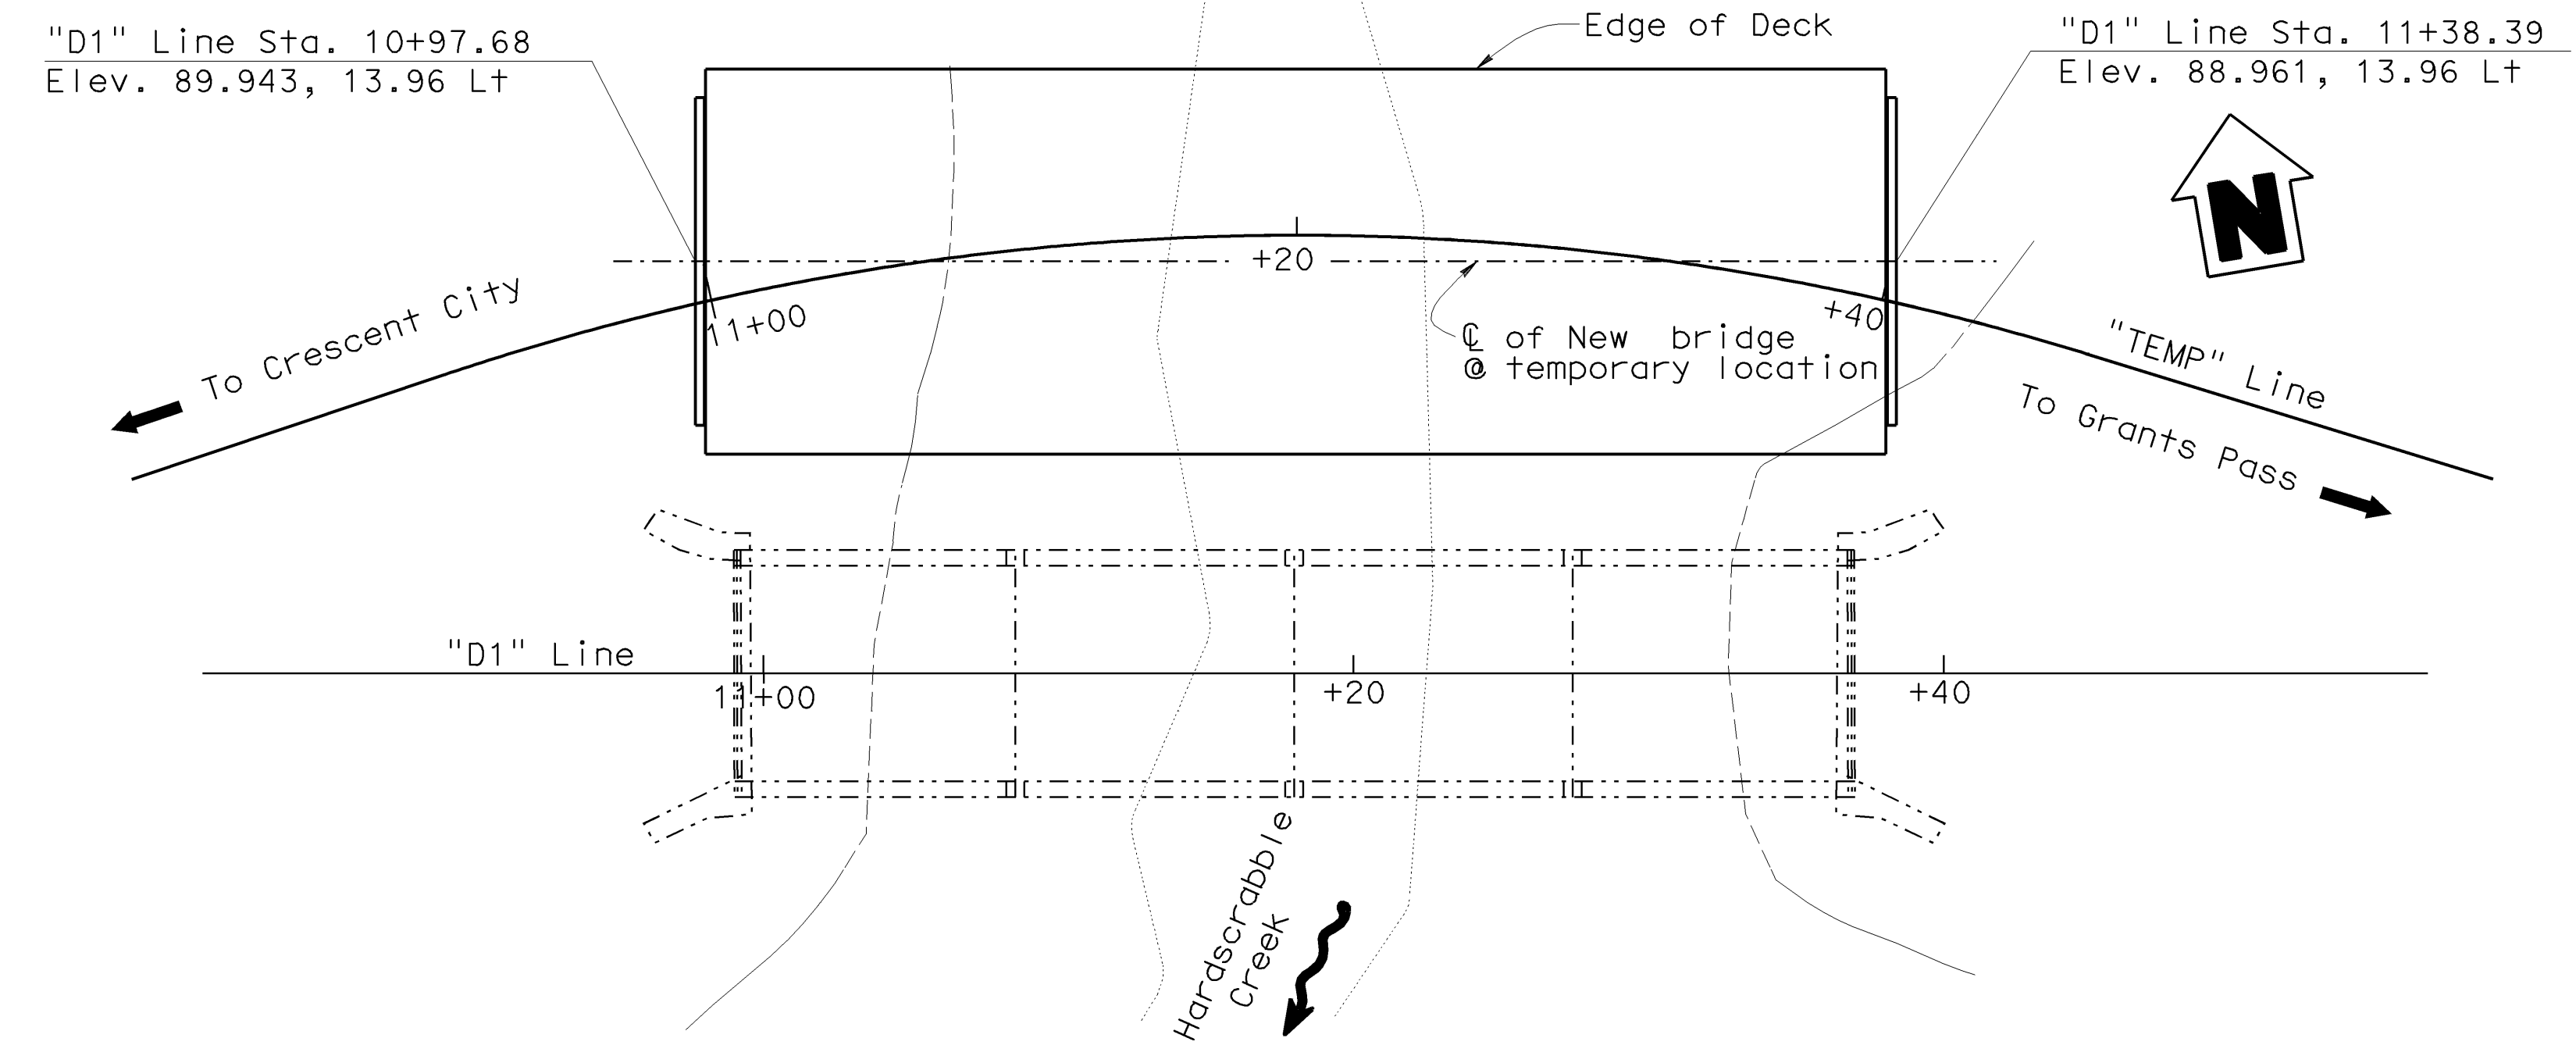 "D1" Line Sta. 10+97.68
Elev. 89.943, 13.96 Lt
Edge of Deck
"D1" Line Sta. 11+38.39
Elev. 88.961, 13.96 Lt
N
+20
To Crescent City
11+00
+40
℄ of New bridge
@ temporary location
"TEMP" Line
To Grants Pass
"D1" Line
11+00
+20
+40
Hardscrabble
Creek